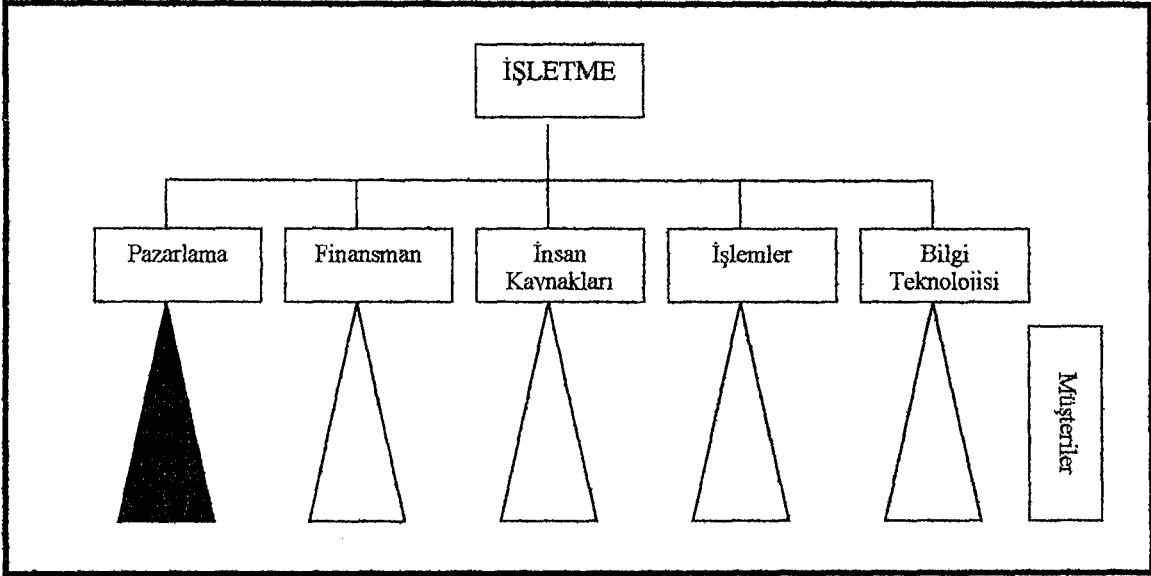 İŞLETME
Pazarlama
Finansman
İnsan
Kaynakları
İşlemler
Bilgi
Teknolojisi
Müşteriler